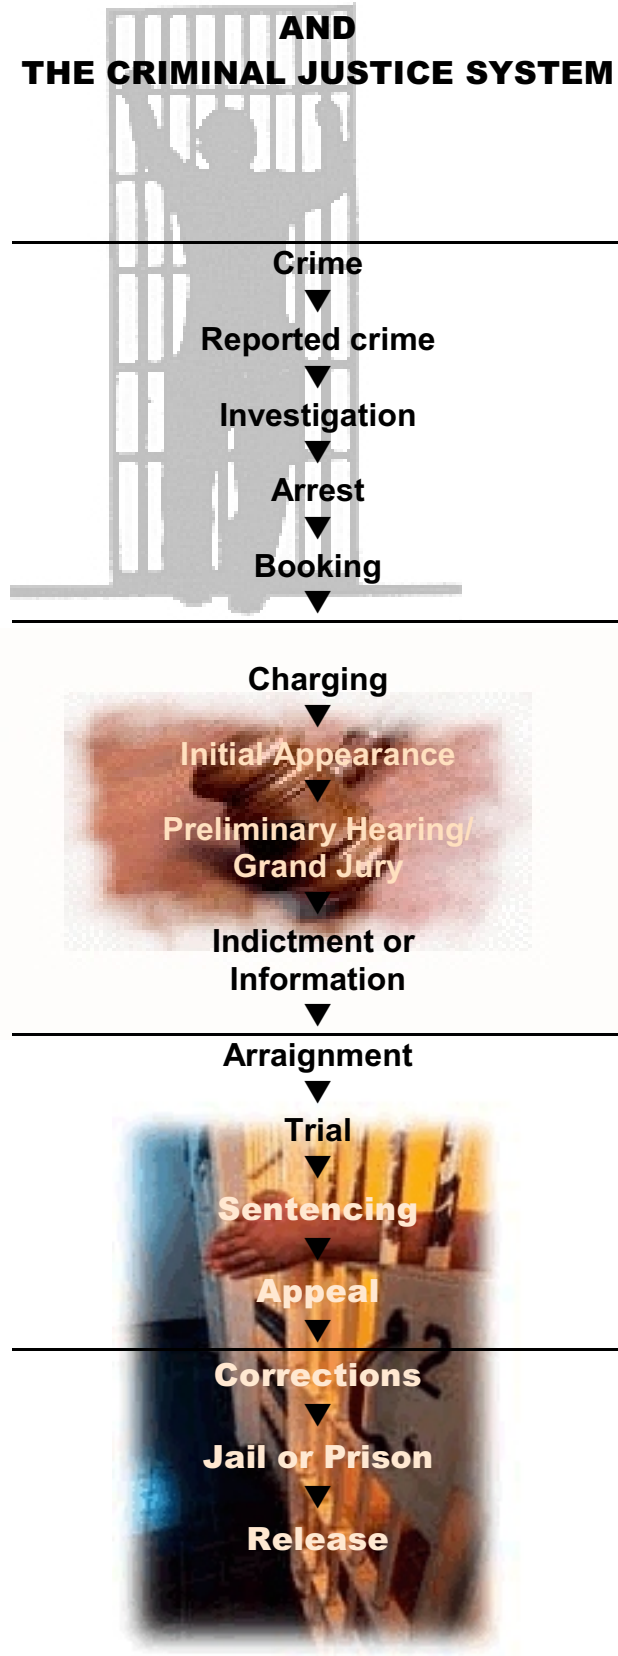 AND
THE CRIMINAL JUSTICE SYSTEM
Crime
Reported crime
Investigation
Arrest
Booking
Charging
Initial Appearance
Preliminary Hearing/
Grand Jury
Indictment or
Information
Arraignment
Trial
Sentencing
Appeal
Corrections
Jail or Prison
Release